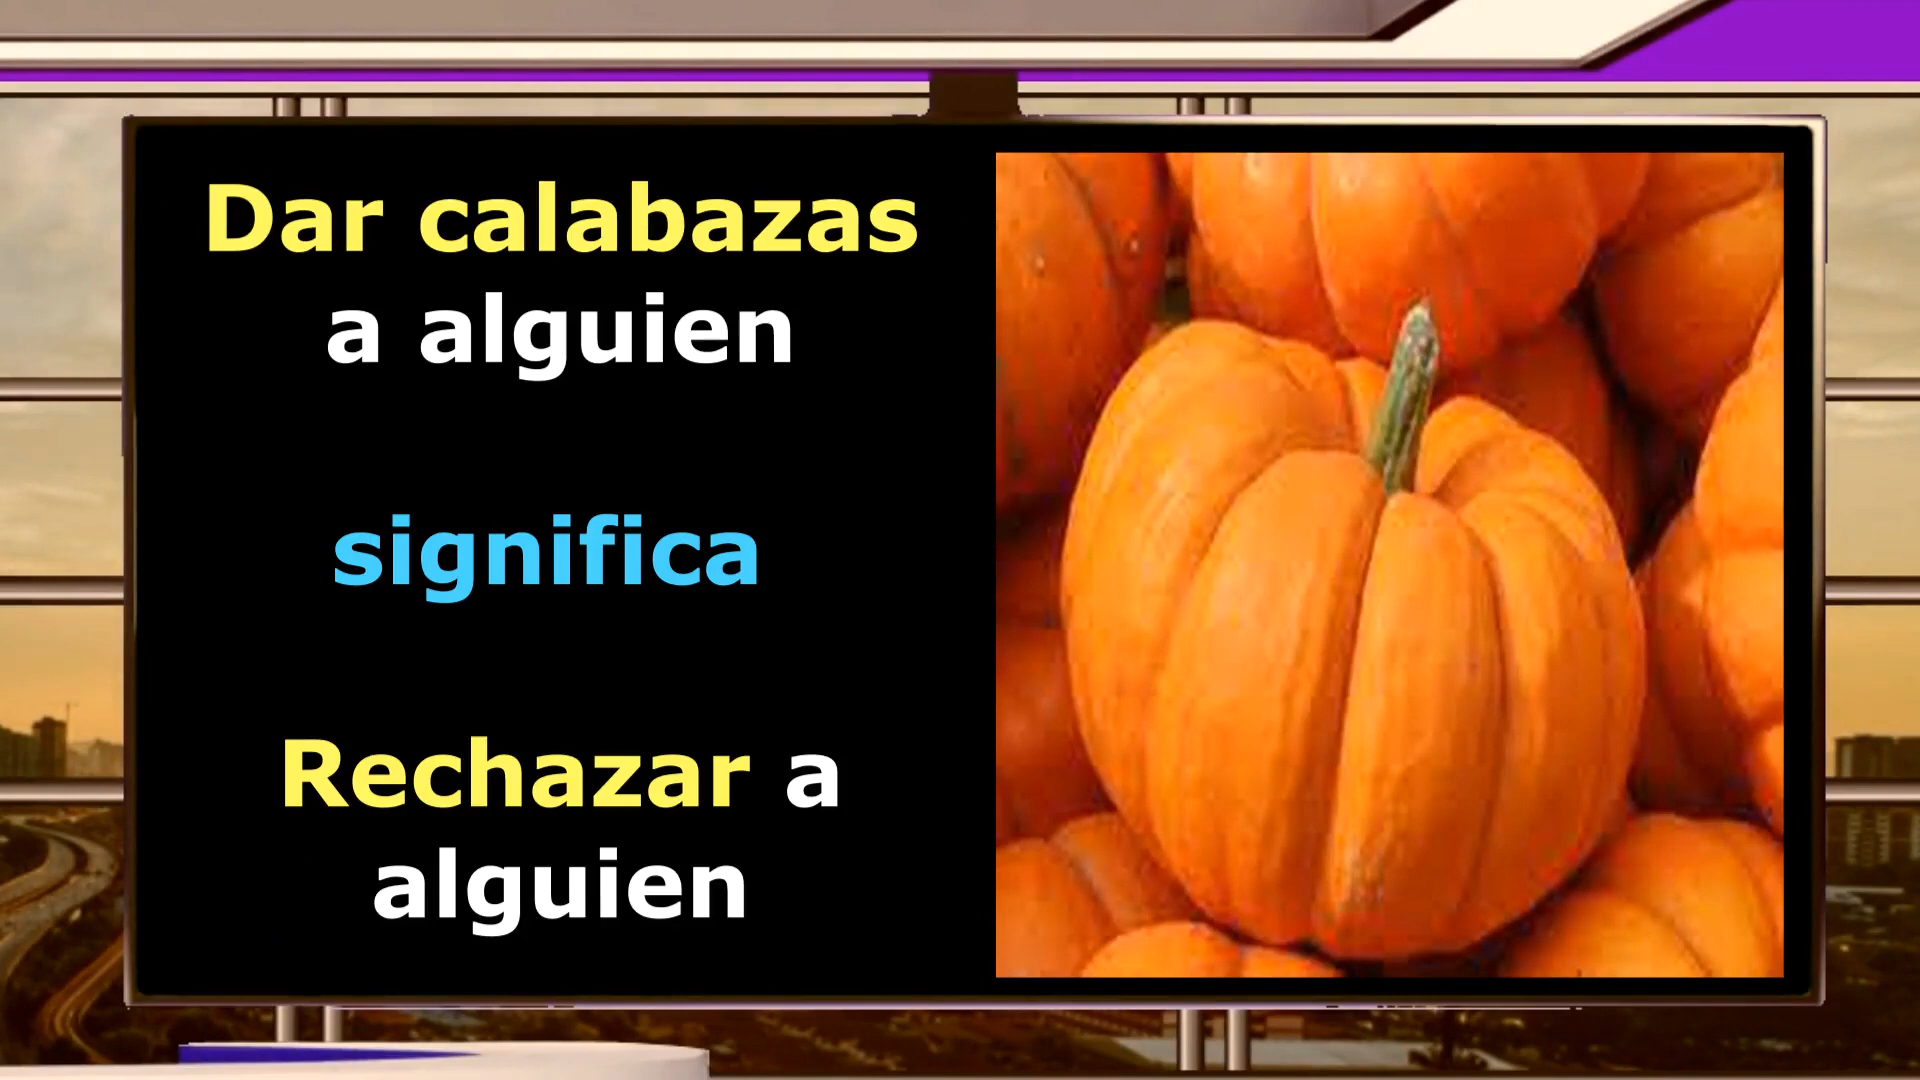 Dar calabazas
a alguien
significa
Rechazar a
alguien